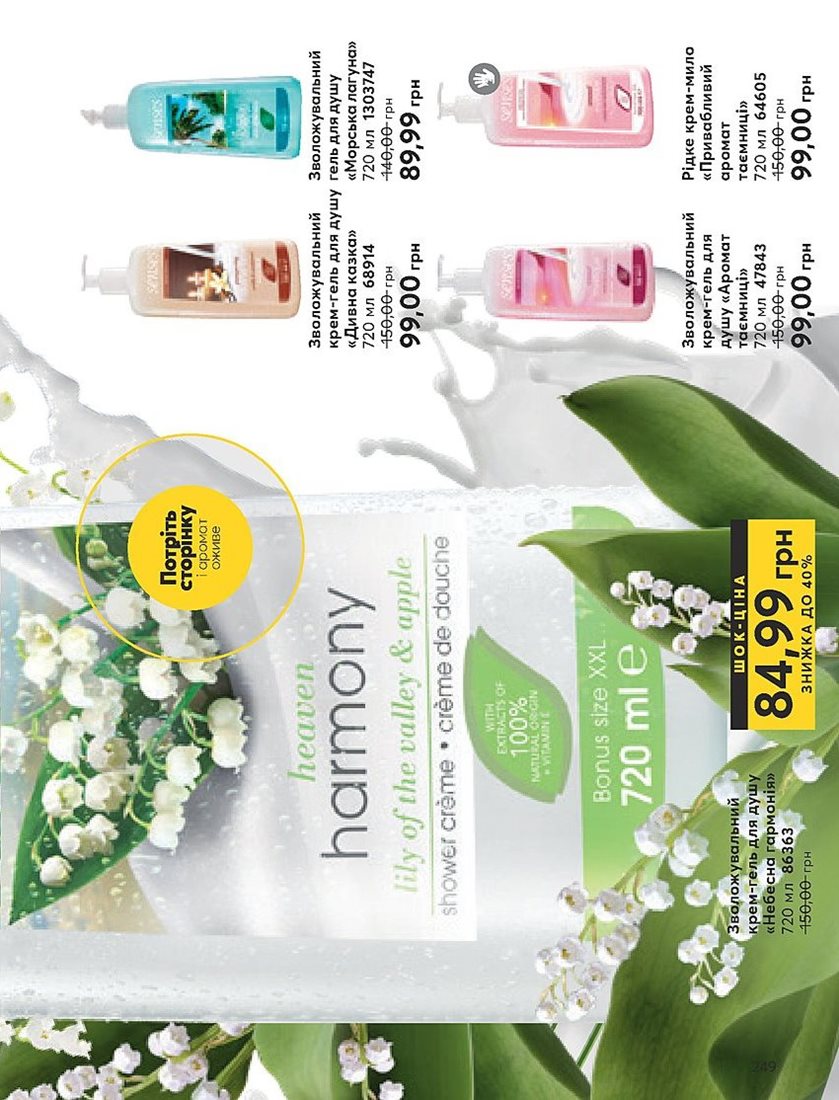 Потріть
сторінку
і аромат
оживе
heaven
harmony
lily of the valley & apple
shower crème • crème de douche
WITH
EXTRACTS OF
100%
NATURAL ORIGIN
+ VITAMIN E
Bonus size XXL
720 ml e
Зволожувальний
крем-гель для душу
«Небесна гармонія»
720 мл 86363
150,00 грн
ШОК-ЦІНА
84,99 грн
ЗНИЖКА ДО 40%
senses
Зволожувальний
крем-гель для душу
«Дивна казка»
720 мл 68914
150,00 грн
99,00 грн
senses
Зволожувальний
гель для душу
«Морська лагуна»
720 мл 1303747
140,00 грн
89,99 грн
senses
Зволожувальний
крем-гель для
душу «Аромат
таємниці»
720 мл 47843
150,00 грн
99,00 грн
senses
Рідке крем-мило
«Привабливий
аромат
таємниці»
720 мл 64605
150,00 грн
99,00 грн
249